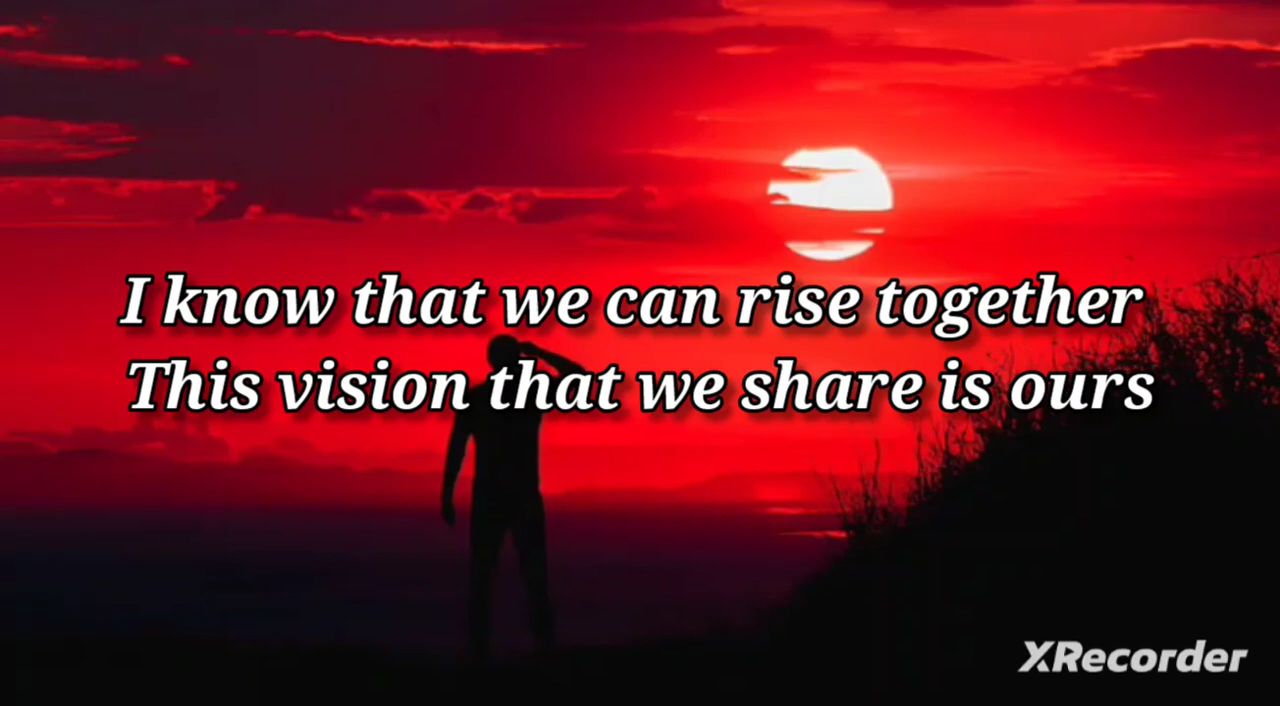 I know that we can rise together
This vision that we share is ours
XRecorder